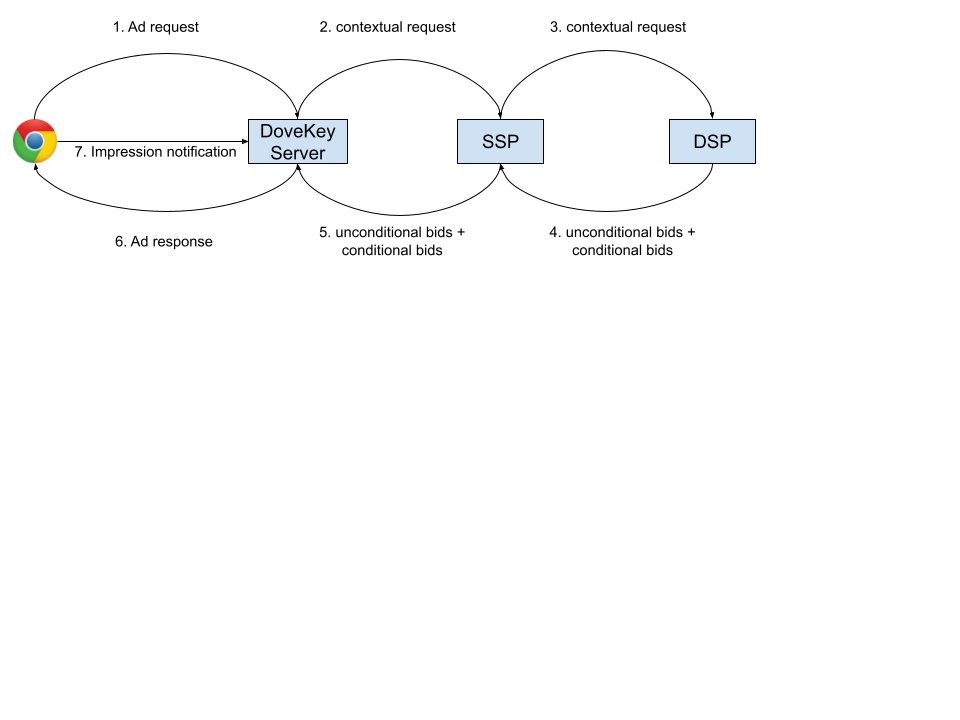 1. Ad request
2. contextual request
3. contextual request
DoveKey
Server
SSP
DSP
7. Impression notification
6. Ad response
5. unconditional bids +
conditional bids
4. unconditional bids +
conditional bids